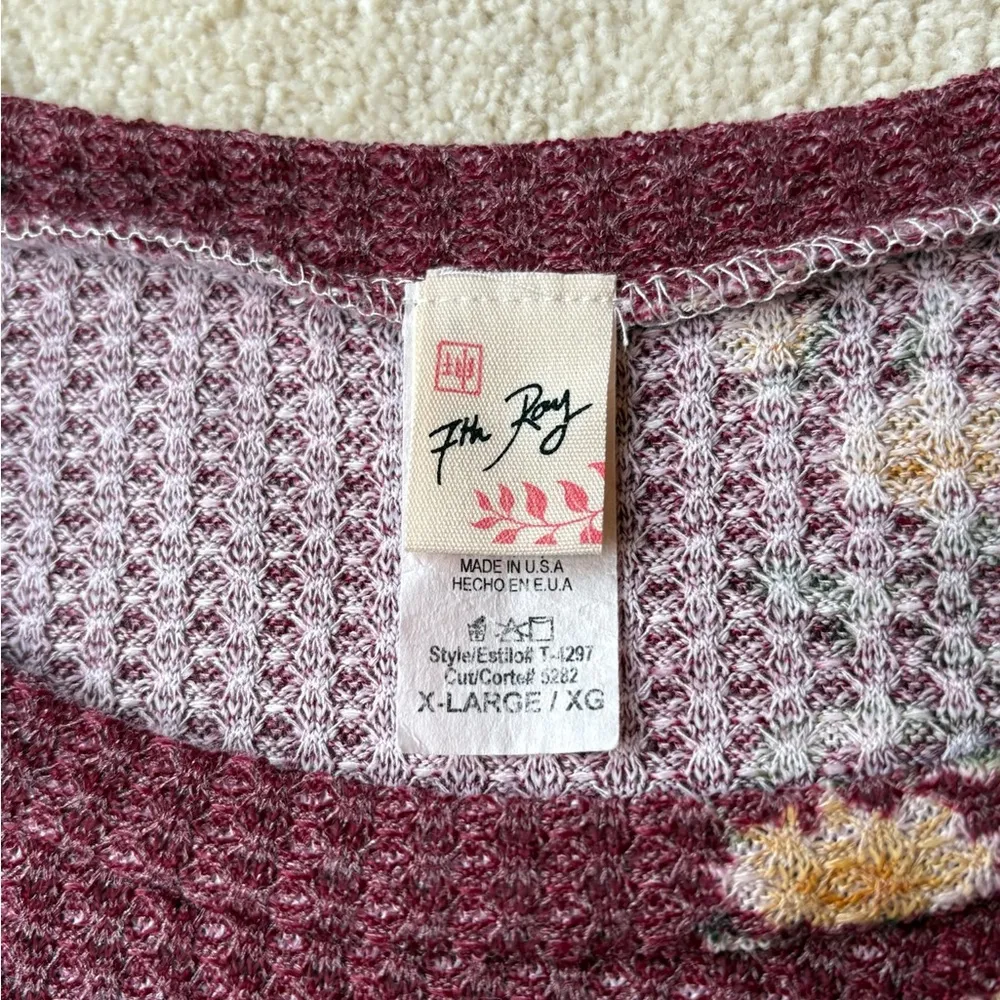 7th Ray
MADE IN U.S.A
HECHO EN E.U.A
Style/Estilo# T-4297
Cut/Corte# 5282
X-LARGE / XG